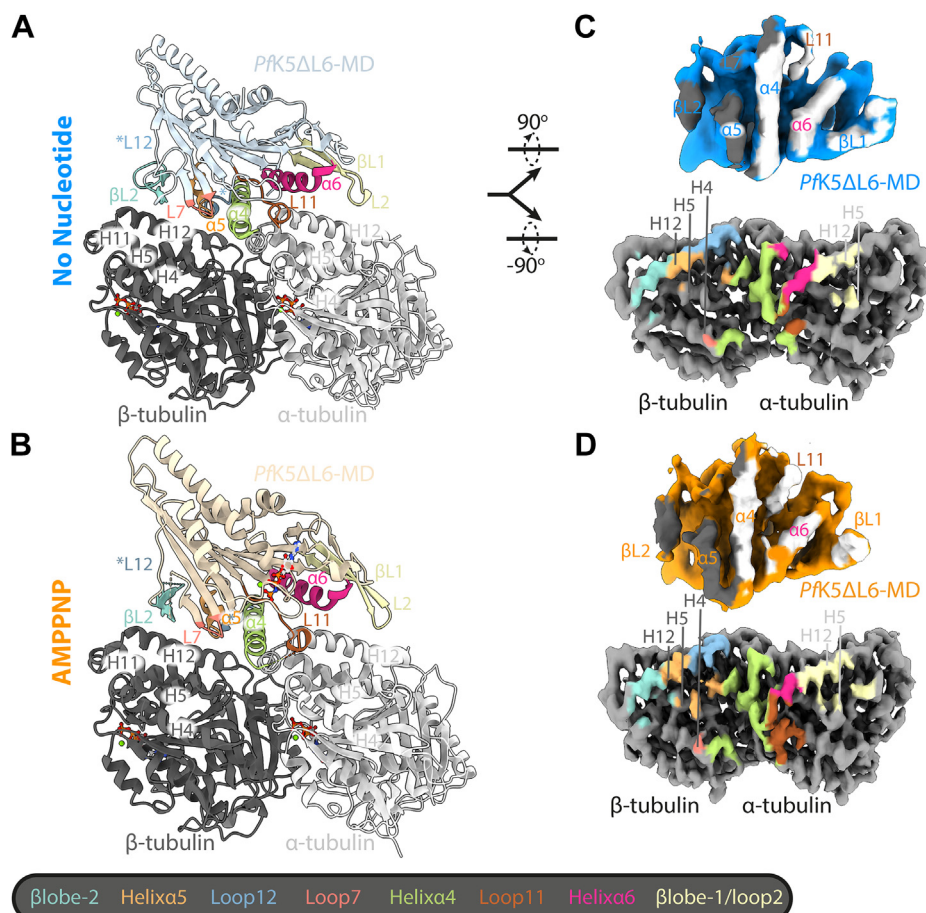 A
No Nucleotide
PfK5ΔL6-MD
*L12
βL2
L7
α5
*
α4
L11
α6
βL1
L2
H11
H12
H5
H4
H12
H5
H4
β-tubulin
α-tubulin
90°
-90°
C
L7
L11
α4
βL2
α5
α6
βL1
PfK5ΔL6-MD
H4
H5
H12
H5
H12
β-tubulin
α-tubulin
B
AMPPNP
PfK5ΔL6-MD
*L12
βL2
L7
α5
α4
L11
α6
βL1
L2
H11
H12
H5
H4
H12
H5
H4
β-tubulin
α-tubulin
D
L11
α4
α6
βL1
βL2
α5
PfK5ΔL6-MD
H4
H5
H12
H5
H12
β-tubulin
α-tubulin
βlobe-2 Helixα5 Loop12 Loop7 Helixα4 Loop11 Helixα6 βlobe-1/loop2